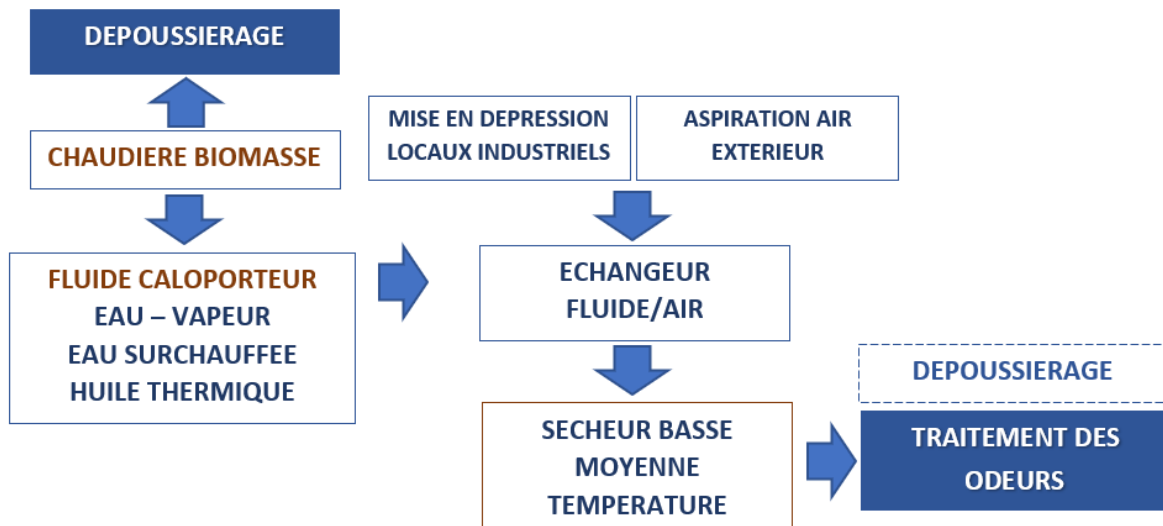 DEPOUSSIERAGE
CHAUDIERE BIOMASSE
FLUIDE CALOPORTEUR
EAU – VAPEUR
EAU SURCHAUFFEE
HUILE THERMIQUE
MISE EN DEPRESSION
LOCAUX INDUSTRIELS
ASPIRATION AIR
EXTERIEUR
ECHANGEUR
FLUIDE/AIR
SECHEUR BASSE
MOYENNE
TEMPERATURE
DEPOUSSIERAGE
TRAITEMENT DES
ODEURS